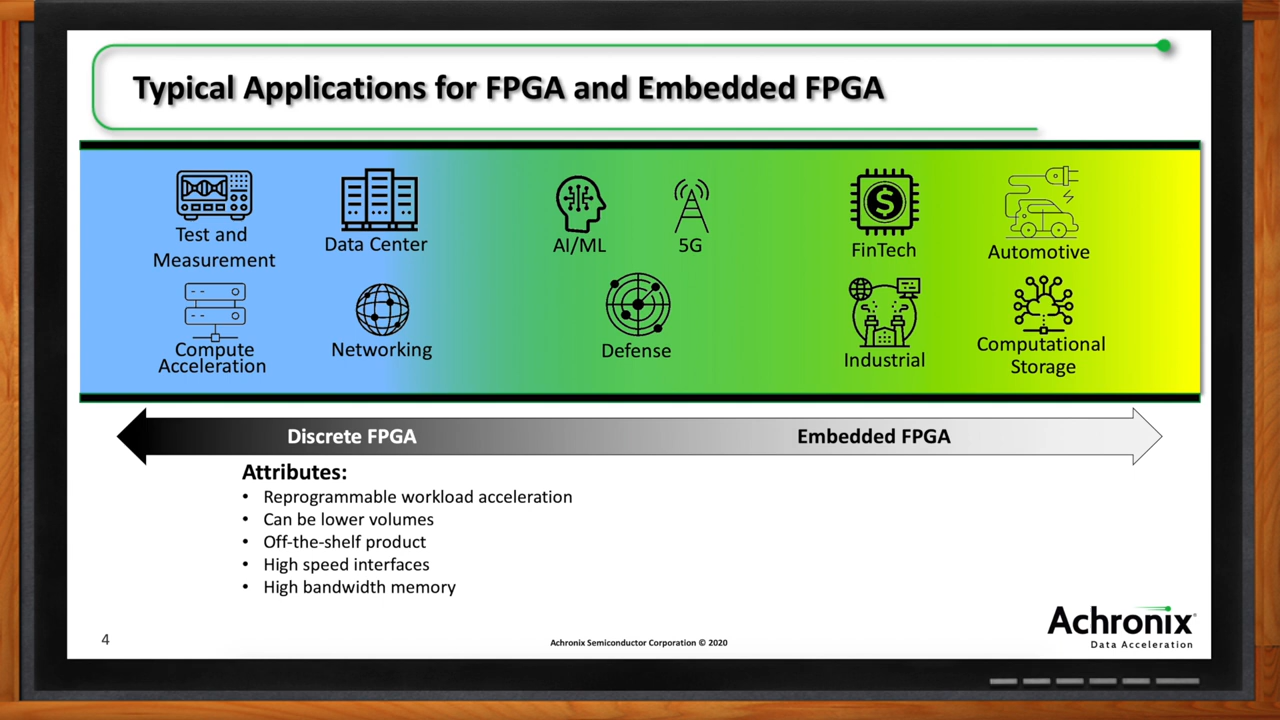 Typical Applications for FPGA and Embedded FPGA
Test and
Measurement
Data Center
AI/ML
5G
FinTech
Automotive
Compute
Acceleration
Networking
Defense
Industrial
Computational
Storage
Discrete FPGA
Embedded FPGA
Attributes:
• Reprogrammable workload acceleration
• Can be lower volumes
• Off-the-shelf product
• High speed interfaces
• High bandwidth memory
4
Achronix Semiconductor Corporation © 2020
Achronix®
Data Acceleration